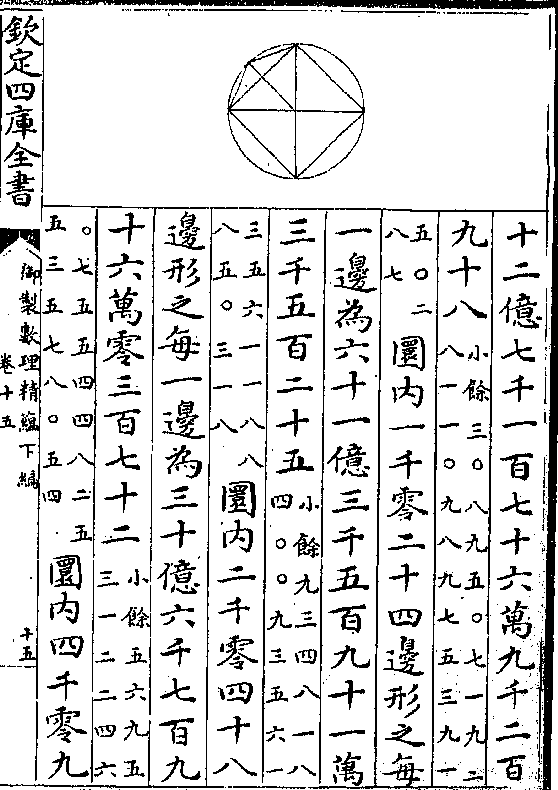 十二億七千一百七十六萬九千二百
九十八小餘三〇八九五〇七一九二
八一一〇九八九七五三九一
五〇二
八七
圜内一千零二十四邊形之每
一邊為六十一億三千五百九十一萬
三千五百二十五小餘九三四八一一八
四〇〇九三五六一
三五六一一八八
八五〇三一八
圜内二千零四十八
邊形之每一邊為三十億六千七百九
十六萬零三百七十二小餘五六九五
三一二二四六
〇七五五四四八二五
五三五七八〇五四
圜内四千零九
欽定四庫全書
御製數理精蘊下編
卷十五
十五